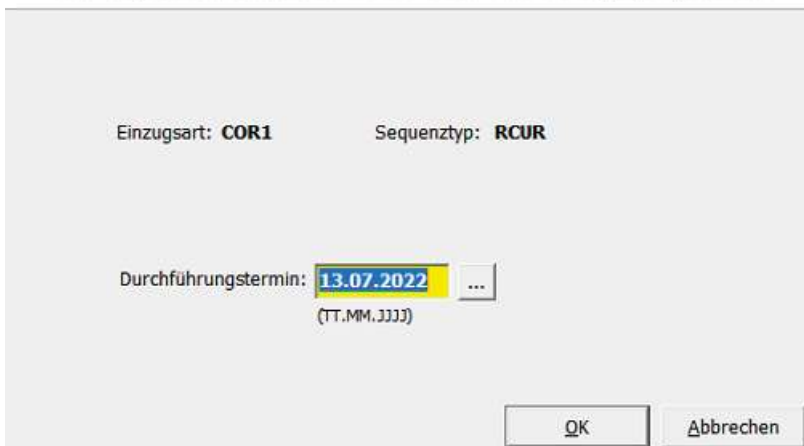 Einzugsart: COR1 Sequenztyp: RCUR
Durchführungstermin: 13.07.2022 ...
(TT.MM.JJJJ)
OK Abbrechen